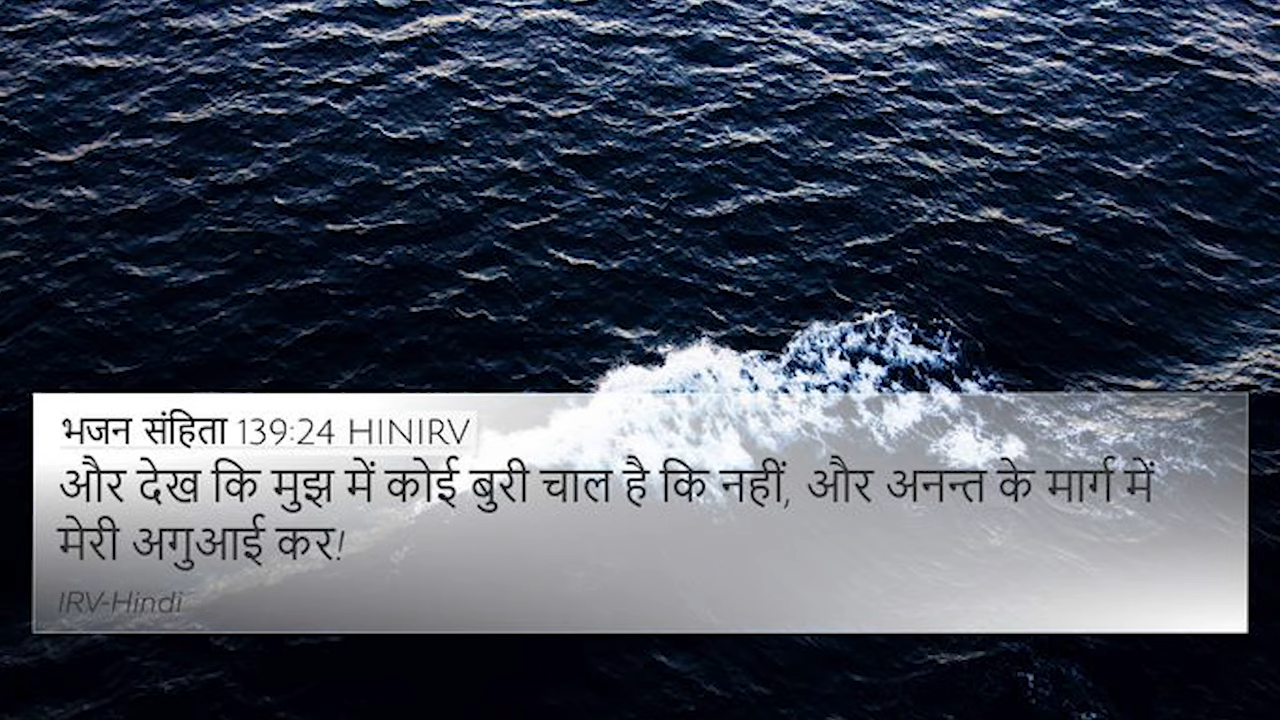 भजन संहिता 139:24 HINIRV
और देख कि मुझ में कोई बुरी चाल है कि नहीं, और अनन्त के मार्ग में
मेरी अगुआई कर!
IRV-Hindi